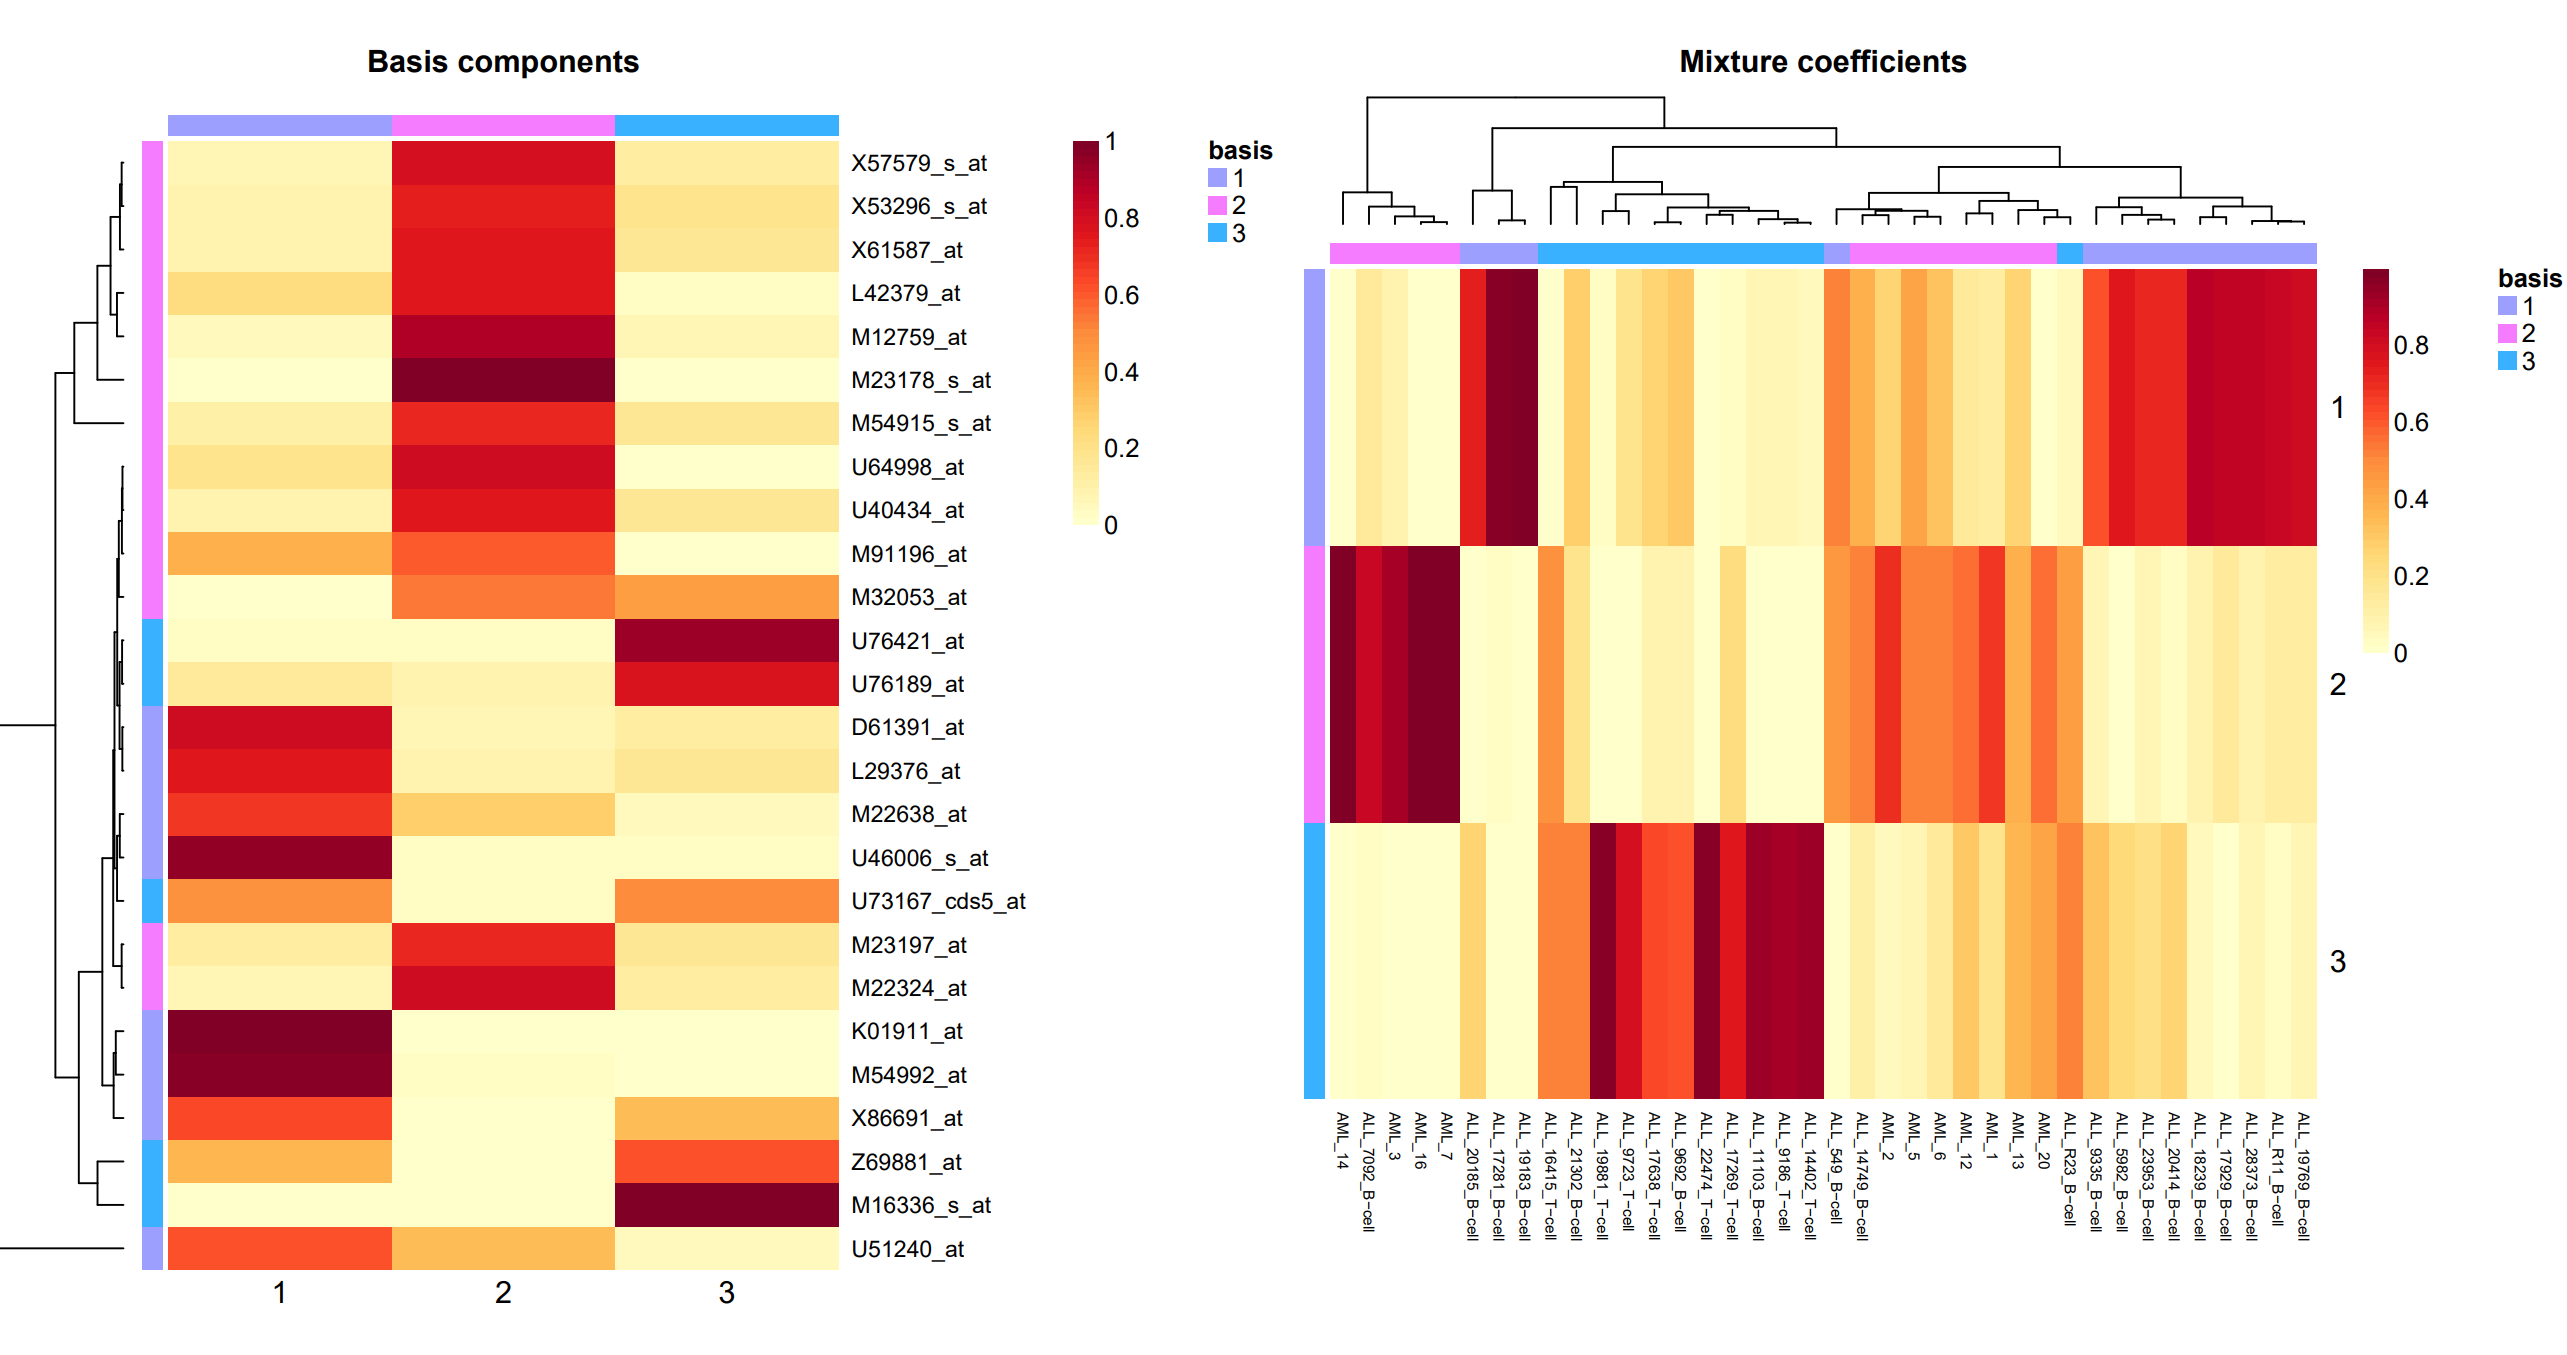 Basis components
X57579_s_at
X53296_s_at
X61587_at
L42379_at
M12759_at
M23178_s_at
M54915_s_at
U64998_at
U40434_at
M91196_at
M32053_at
U76421_at
U76189_at
D61391_at
L29376_at
M22638_at
U46006_s_at
U73167_cds5_at
M23197_at
M22324_at
K01911_at
M54992_at
X86691_at
Z69881_at
M16336_s_at
U51240_at
1 2 3
1
0.8
0.6
0.4
0.2
0
basis
1
2
3
Mixture coefficients
1
2
3
AML_14
ALL_7092_B-cell
AML_3
AML_16
AML_7
ALL_20185_B-cell
ALL_17281_B-cell
ALL_19183_B-cell
ALL_16415_T-cell
ALL_21302_B-cell
ALL_19881_T-cell
ALL_9723_T-cell
ALL_17638_T-cell
ALL_9692_B-cell
ALL_22474_T-cell
ALL_17269_T-cell
ALL_11103_B-cell
ALL_9186_T-cell
ALL_14402_T-cell
ALL_549_B-cell
ALL_14749_B-cell
AML_2
AML_5
AML_6
AML_12
AML_1
AML_13
AML_20
ALL_R23_B-cell
ALL_9335_B-cell
ALL_5982_B-cell
ALL_23953_B-cell
ALL_20414_B-cell
ALL_18239_B-cell
ALL_17929_B-cell
ALL_28373_B-cell
ALL_R11_B-cell
ALL_19769_B-cell
0.8
0.6
0.4
0.2
0
basis
1
2
3